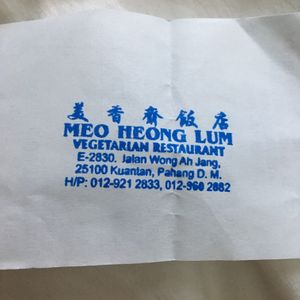 美香齋飯店
MEO HEONG LUM
VEGETARIAN RESTAURANT
E-2830. Jalan Wong Ah Jang,
25100 Kuantan, Pahang D. M.
H/P: 012-921 2833, 012-960 2882